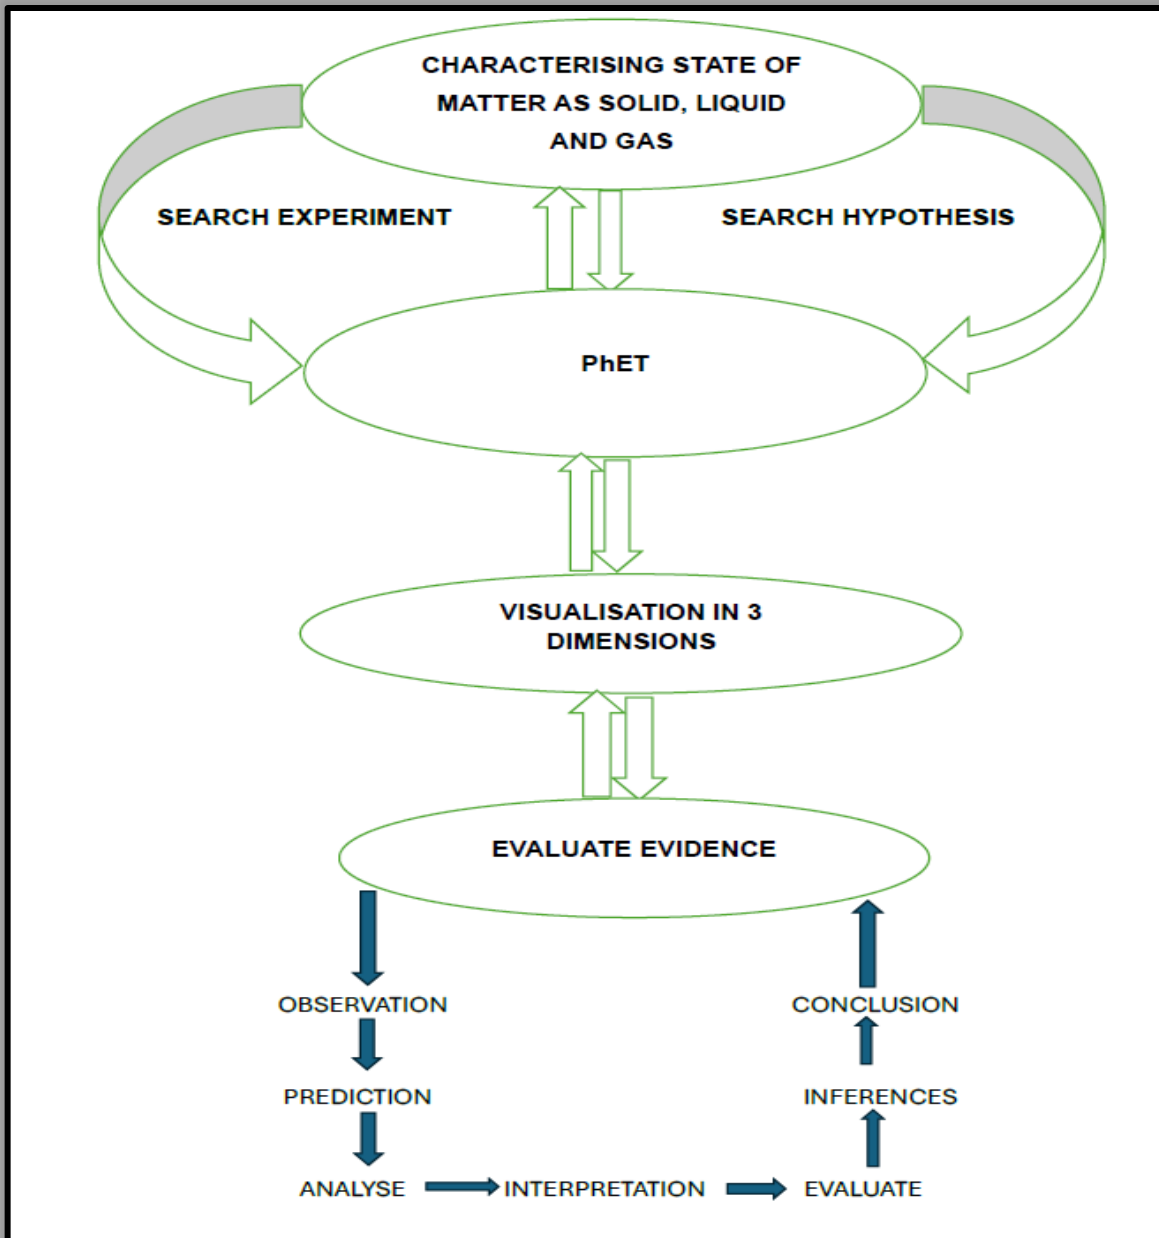 CHARACTERISING STATE OF
MATTER AS SOLID, LIQUID
AND GAS
SEARCH EXPERIMENT
SEARCH HYPOTHESIS
PhET
VISUALISATION IN 3
DIMENSIONS
EVALUATE EVIDENCE
OBSERVATION
CONCLUSION
PREDICTION
INFERENCES
ANALYSE
INTERPRETATION
EVALUATE